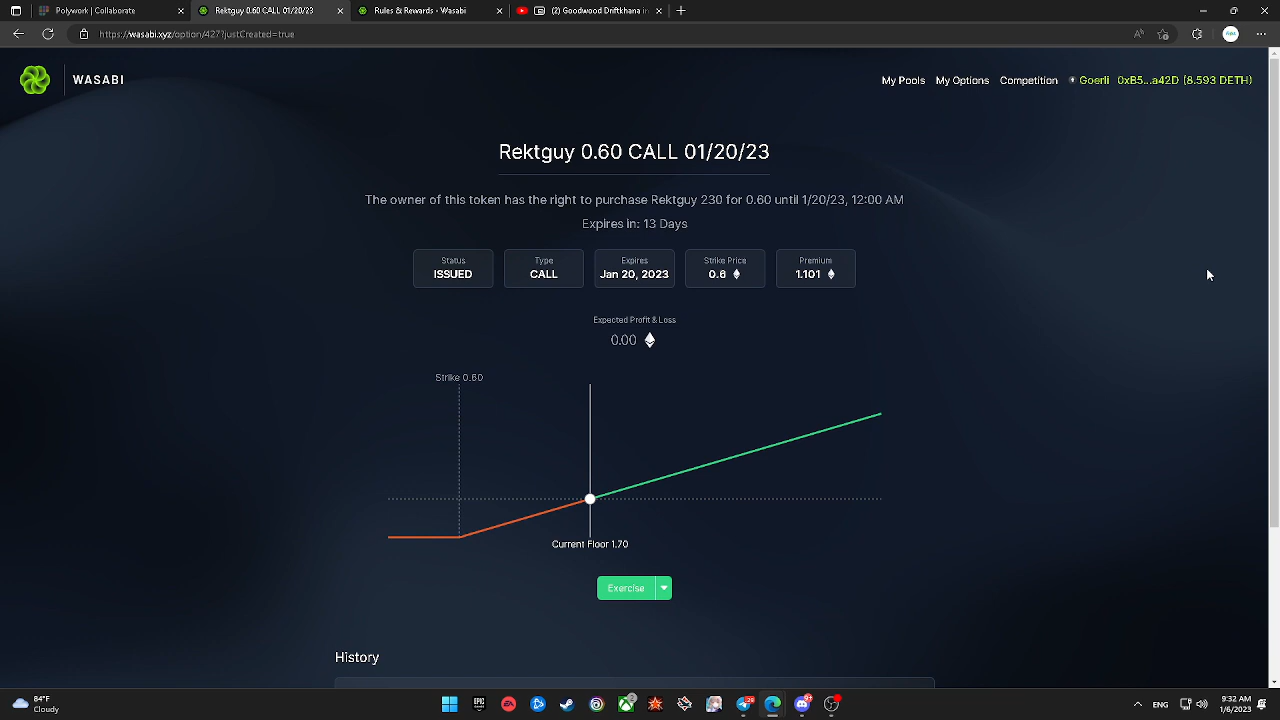 Polywork | Collaborate
Rektguy 0.60 CALL 01/20/23
Rules & Rewards - Wasabi
(2) Goodwood Driftkhana in
https://wasabi.xyz/option/427?justCreated=true
WASABI
My Pools
My Options
Competition
Goerli
0xB5...a42D (8.593 DETH)
Rektguy 0.60 CALL 01/20/23
The owner of this token has the right to purchase Rektguy 230 for 0.60 until 1/20/23, 12:00 AM
Expires in: 13 Days
Status
ISSUED
Type
CALL
Expires
Jan 20, 2023
Strike Price
0.6
Premium
1.101
Expected Profit & Loss
0.00
Strike 0.60
Current Floor 1.70
Exercise
History
84°F
Cloudy
EPIC
EA
ENG
9:32 AM
1/6/2023